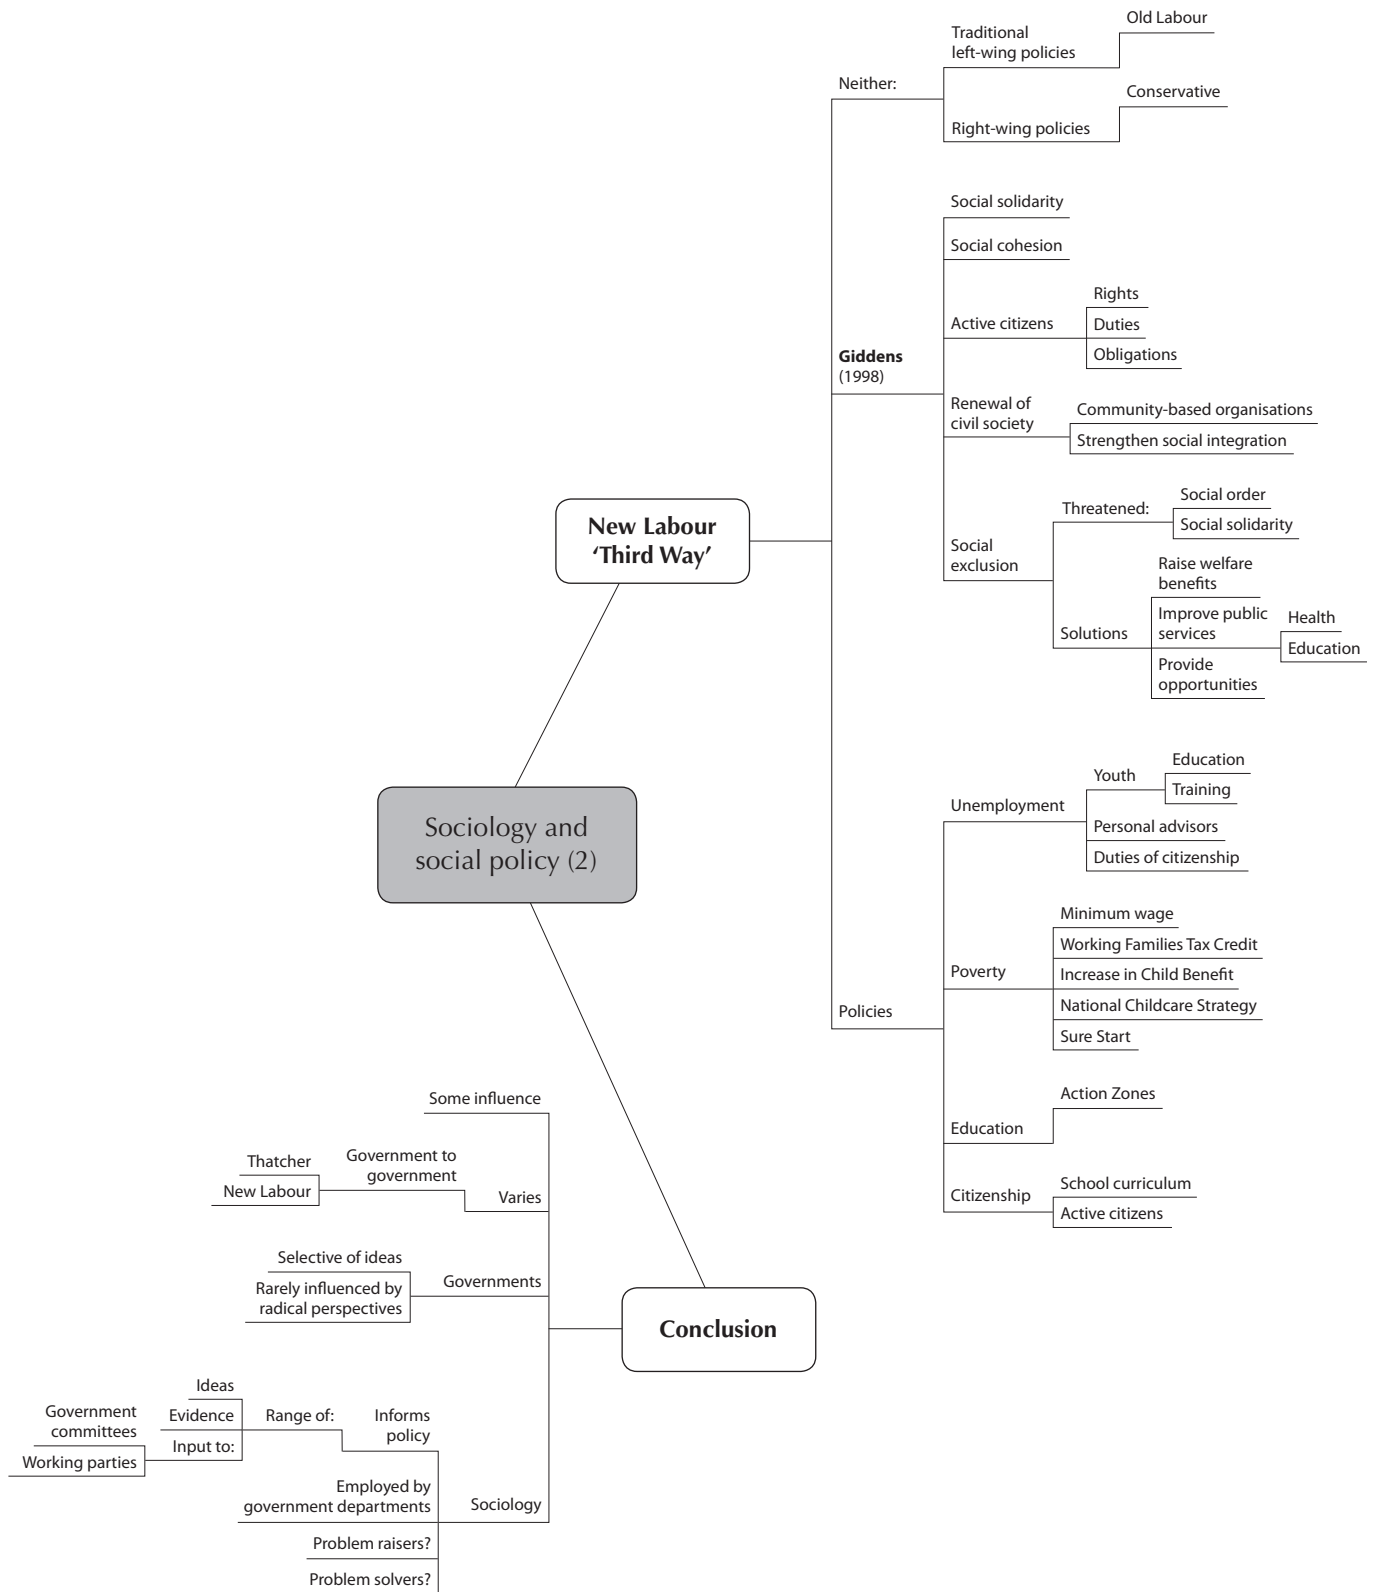 Old Labour
Traditional
left-wing policies
Neither:
Conservative
Right-wing policies
Social solidarity
Social cohesion
Rights
Active citizens
Duties
Obligations
Giddens
(1998)
Renewal of
civil society
Community-based organisations
Strengthen social integration
Social order
Threatened:
Social solidarity
Social
exclusion
Raise welfare
benefits
Improve public
services
Health
Solutions
Education
Provide
opportunities
New Labour
‘Third Way’
Education
Youth
Training
Unemployment
Personal advisors
Duties of citizenship
Sociology and
social policy (2)
Minimum wage
Working Families Tax Credit
Poverty
Increase in Child Benefit
National Childcare Strategy
Sure Start
Policies
Action Zones
Education
School curriculum
Citizenship
Active citizens
Some influence
Government to
government
Thatcher
New Labour
Varies
Selective of ideas
Governments
Rarely influenced by
radical perspectives
Conclusion
Ideas
Government
committees
Evidence
Range of:
Informs
policy
Input to:
Working parties
Employed by
government departments
Sociology
Problem raisers?
Problem solvers?